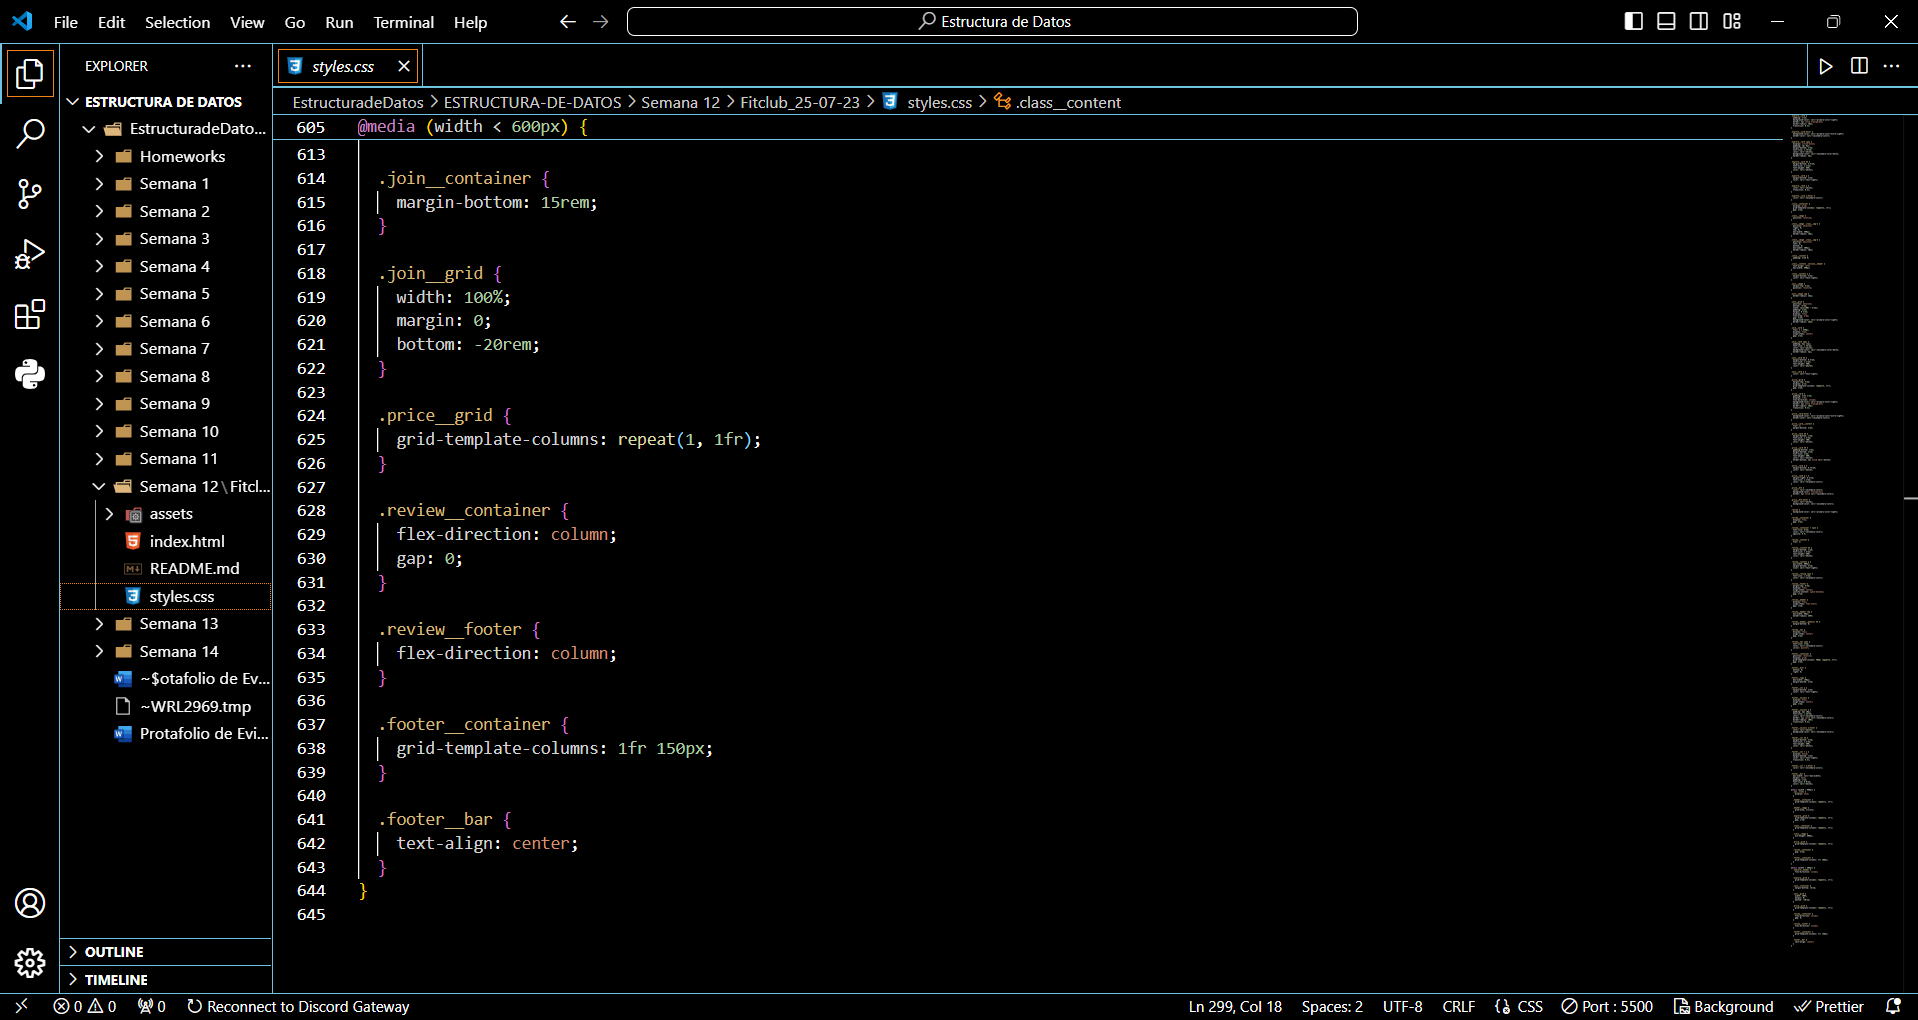 File Edit Selection View Go Run Terminal Help
Estructura de Datos
EXPLORER
ESTRUCTURA DE DATOS
EstructuradeDato...
Homeworks
Semana 1
Semana 2
Semana 3
Semana 4
Semana 5
Semana 6
Semana 7
Semana 8
Semana 9
Semana 10
Semana 11
Semana 12\Fitcl...
assets
index.html
README.md
styles.css
Semana 13
Semana 14
~$otafolio de Ev...
~WRL2969.tmp
Protafolio de Evi...
OUTLINE
TIMELINE
styles.css
EstructuradeDatos > ESTRUCTURA-DE-DATOS > Semana 12 > Fitclub_25-07-23 > styles.css > .class__content
605 @media (width < 600px) {
613
614 .join__container {
615 margin-bottom: 15rem;
616 }
617
618 .join__grid {
619 width: 100%;
620 margin: 0;
621 bottom: -20rem;
622 }
623
624 .price__grid {
625 grid-template-columns: repeat(1, 1fr);
626 }
627
628 .review__container {
629 flex-direction: column;
630 gap: 0;
631 }
632
633 .review__footer {
634 flex-direction: column;
635 }
636
637 .footer__container {
638 grid-template-columns: 1fr 150px;
639 }
640
641 .footer__bar {
642 text-align: center;
643 }
644 }
645
0 0 0 Reconnect to Discord Gateway Ln 299, Col 18 Spaces: 2 UTF-8 CRLF {} CSS Port : 5500 Background Prettier